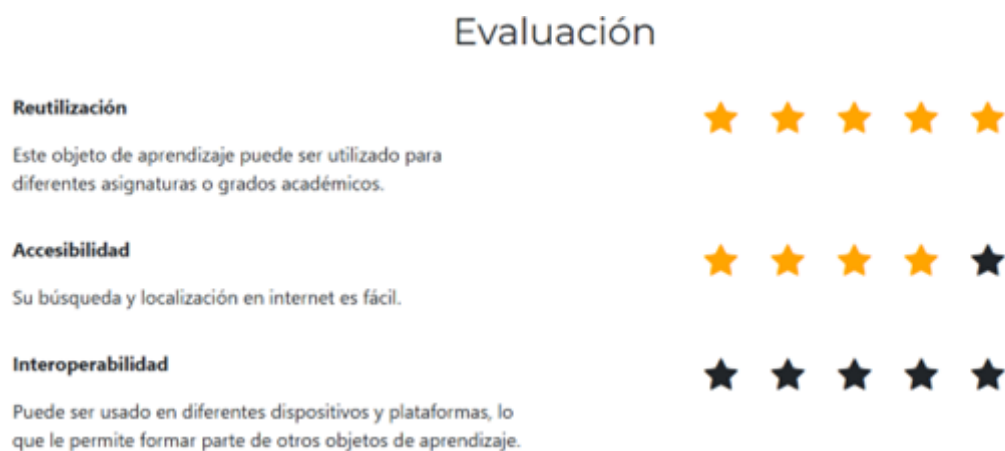 Evaluación
Reutilización
Este objeto de aprendizaje puede ser utilizado para
diferentes asignaturas o grados académicos.
Accesibilidad
Su búsqueda y localización en internet es fácil.
Interoperabilidad
Puede ser usado en diferentes dispositivos y plataformas, lo
que le permite formar parte de otros objetos de aprendizaje.